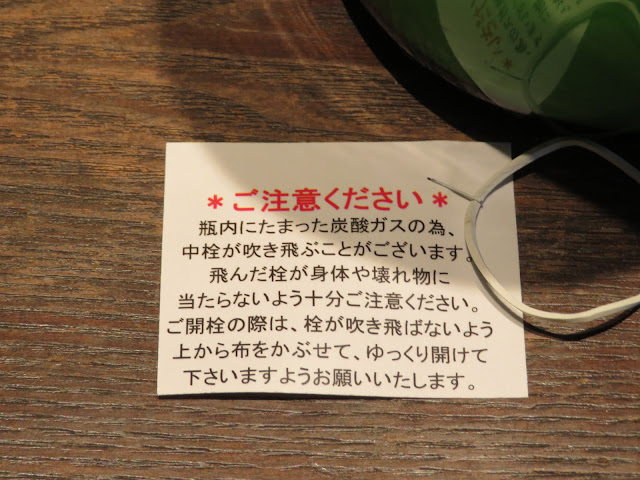 ＊ご注意ください＊
瓶内にたまった炭酸ガスの為、
中栓が吹き飛ぶことがございます。
飛んだ栓が身体や壊れ物に
当たらないよう十分ご注意ください。
ご開栓の際は、栓が吹き飛ばないよう
上から布をかぶせて、ゆっくり開けて
下さいますようお願いいたします。